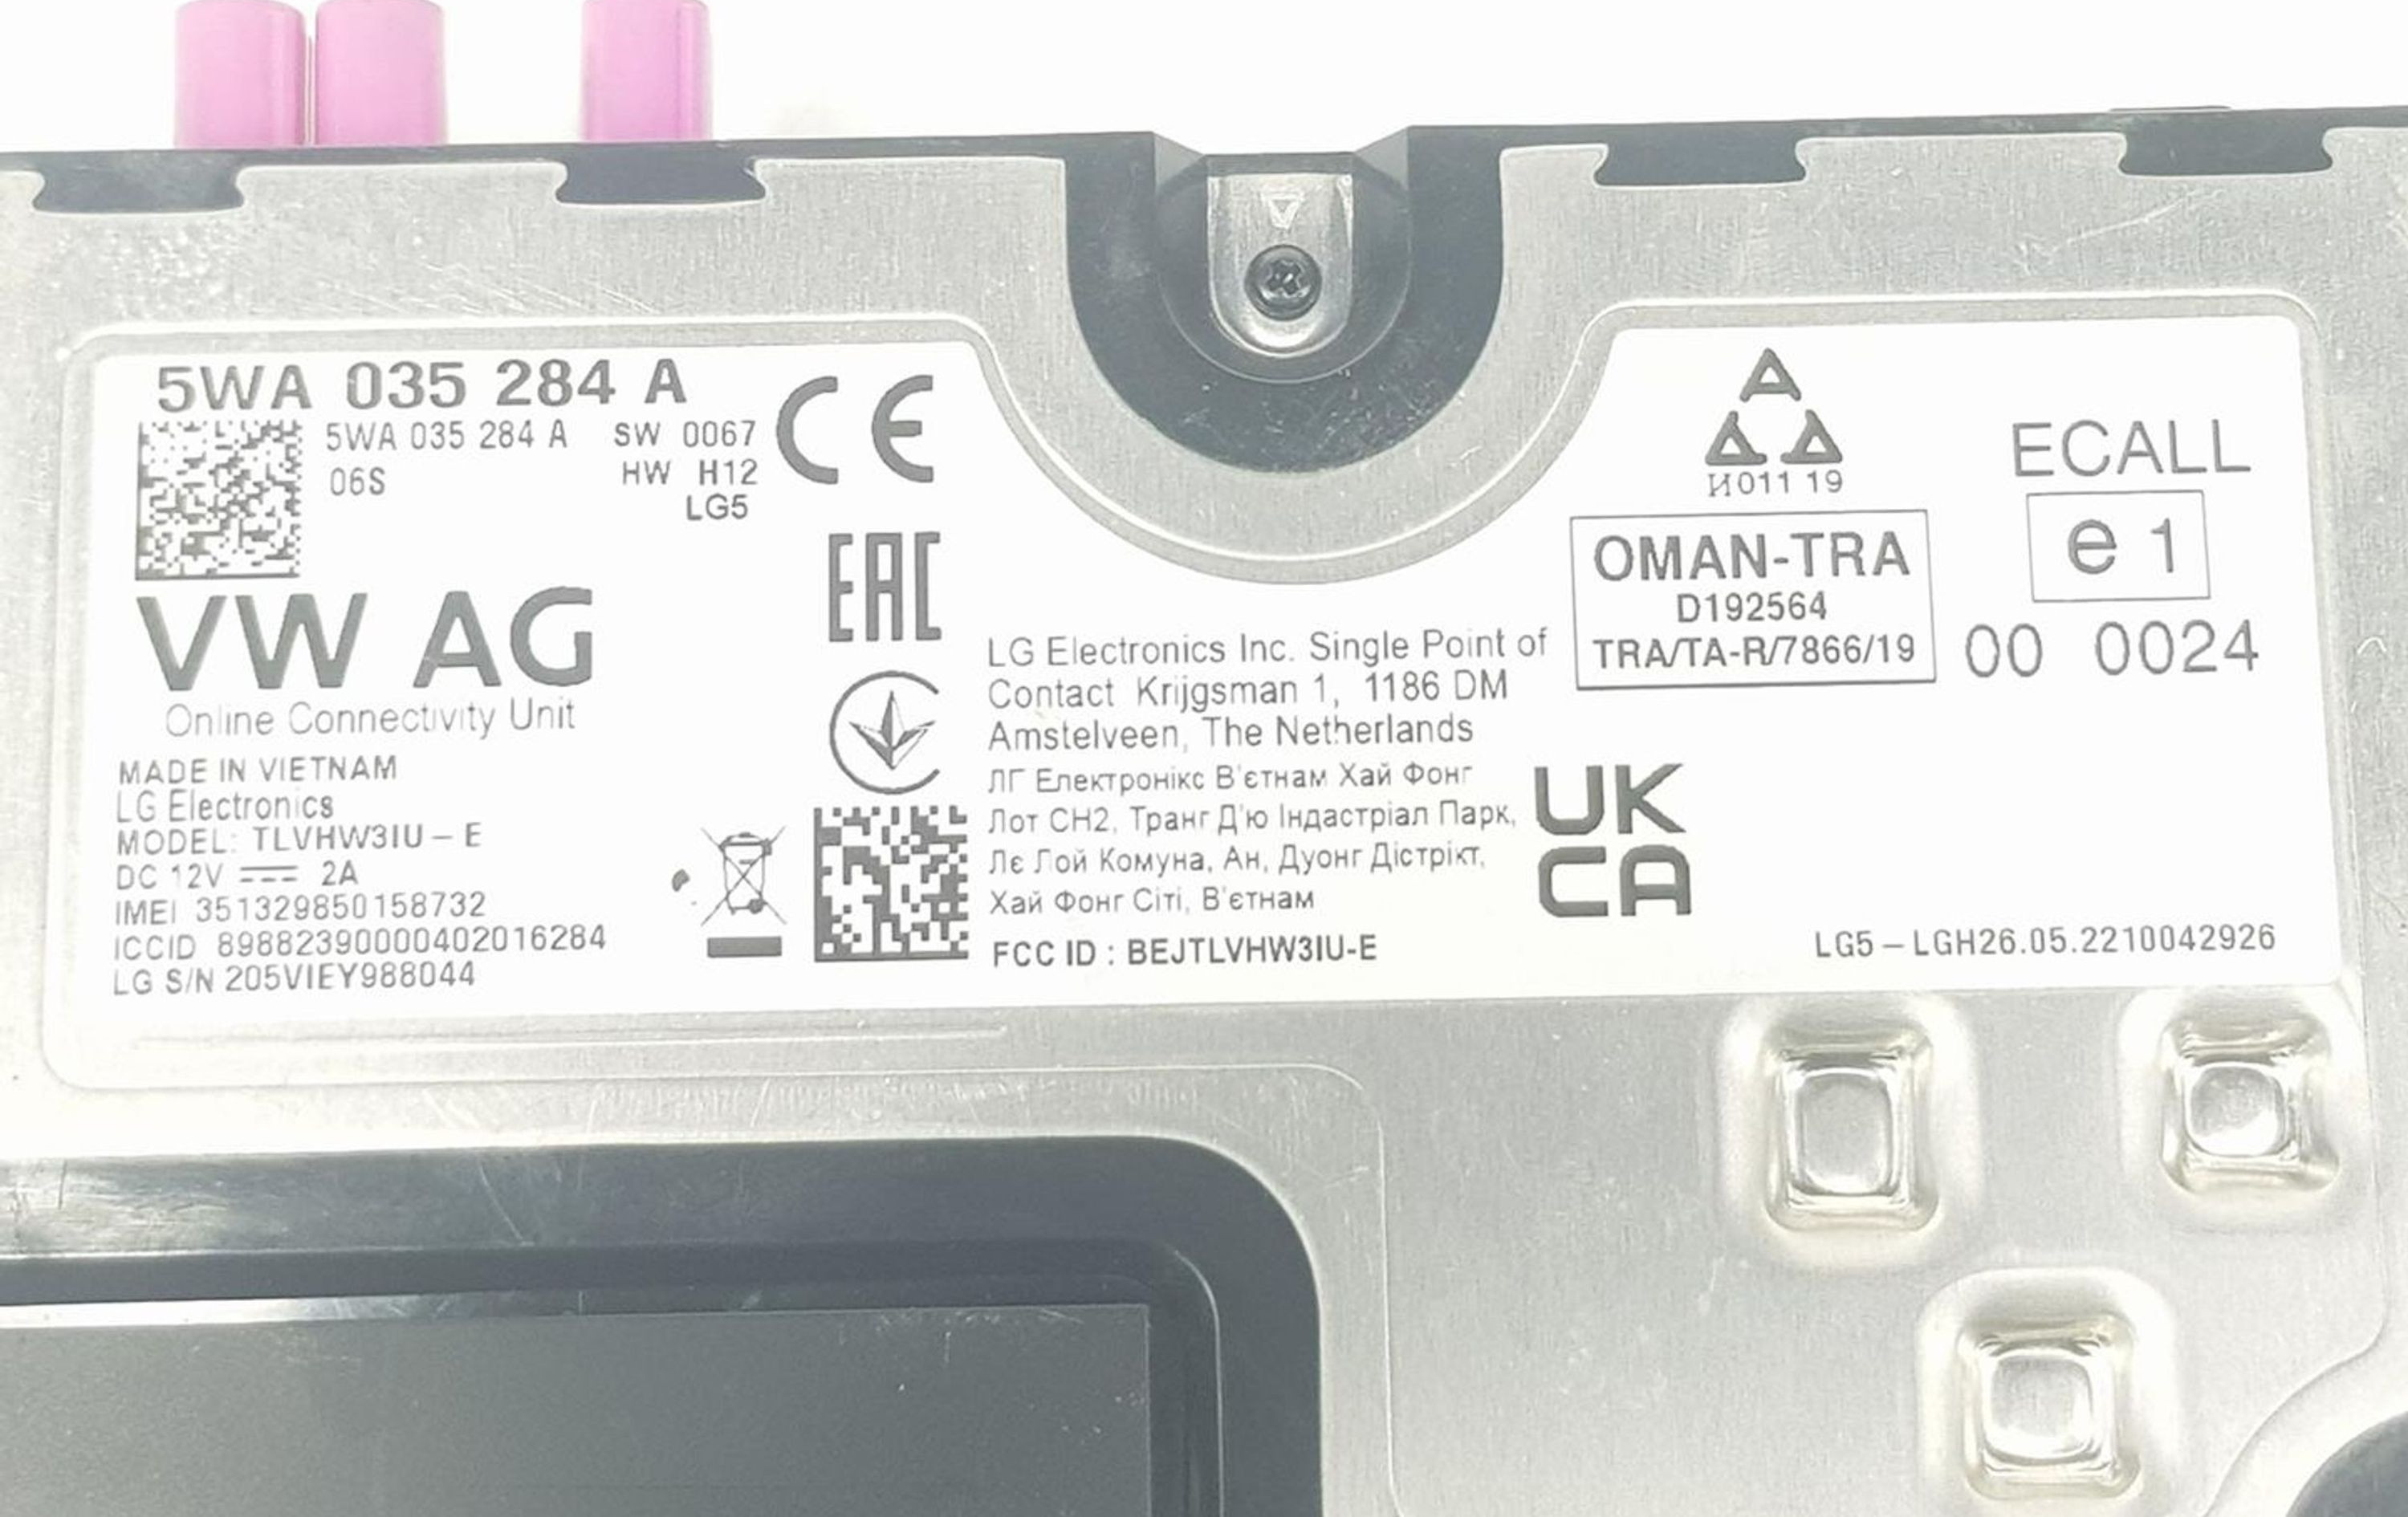 5WA 035 284 A
5WA 035 284 A SW 0067
06S HW H12
LG5
CE
EAC
VW AG
Online Connectivity Unit
MADE IN VIETNAM
LG Electronics
MODEL: TLVHW3IU – E
DC 12V 2A
IMEI 351329850158732
ICCID 89882390000402016284
LG S/N 205VIEY988044
LG Electronics Inc. Single Point of
Contact Krijgsman 1, 1186 DM
Amstelveen, The Netherlands
ЛГ Електронікс В'єтнам Хай Фонг
Лот СН2, Транг Д'ю Індастріал Парк,
Лє Лой Комуна, Ан, Дуонг Дістрікт,
Хай Фонг Сіті, В'єтнам
FCC ID : BEJTLVHW3IU-E
И011 19
OMAN-TRA
D192564
TRA/TA-R/7866/19
ECALL
e 1
00 0024
UK
CA
LG5 – LGH26.05.2210042926